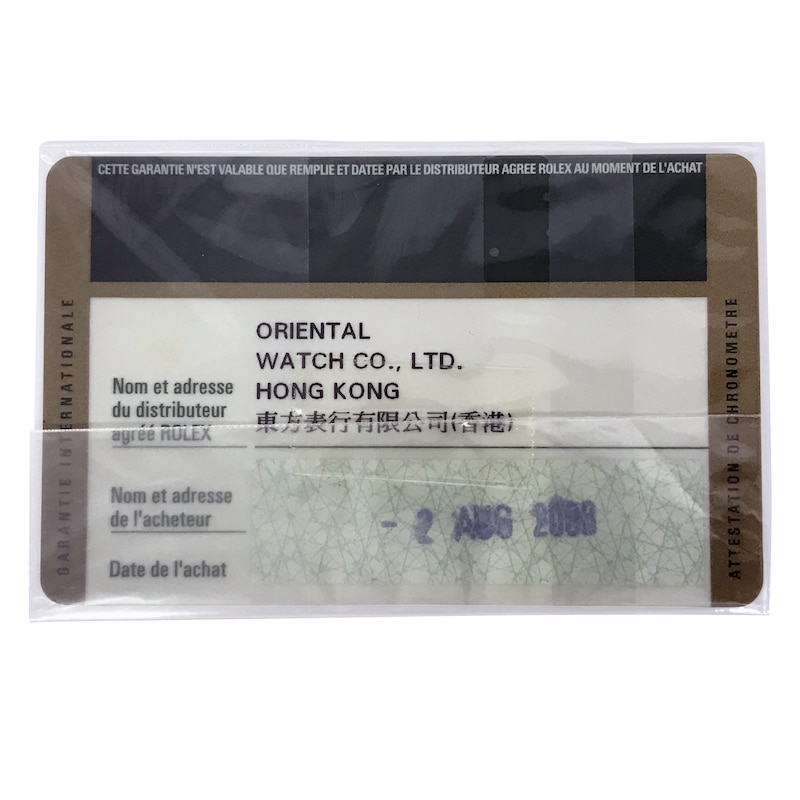 CETTE GARANTIE N'EST VALABLE QUE REMPLIE ET DATEE PAR LE DISTRIBUTEUR AGREE ROLEX AU MOMENT DE L'ACHAT
GARANTIE INTERNATIONALE
ORIENTAL
WATCH CO., LTD.
HONG KONG
東方表行有限公司(香港)
Nom et adresse
du distributeur
agréé ROLEX
Nom et adresse
de l'acheteur
- 2 AUG
Date de l'achat
ATTESTATION DE CHRONOMETRE